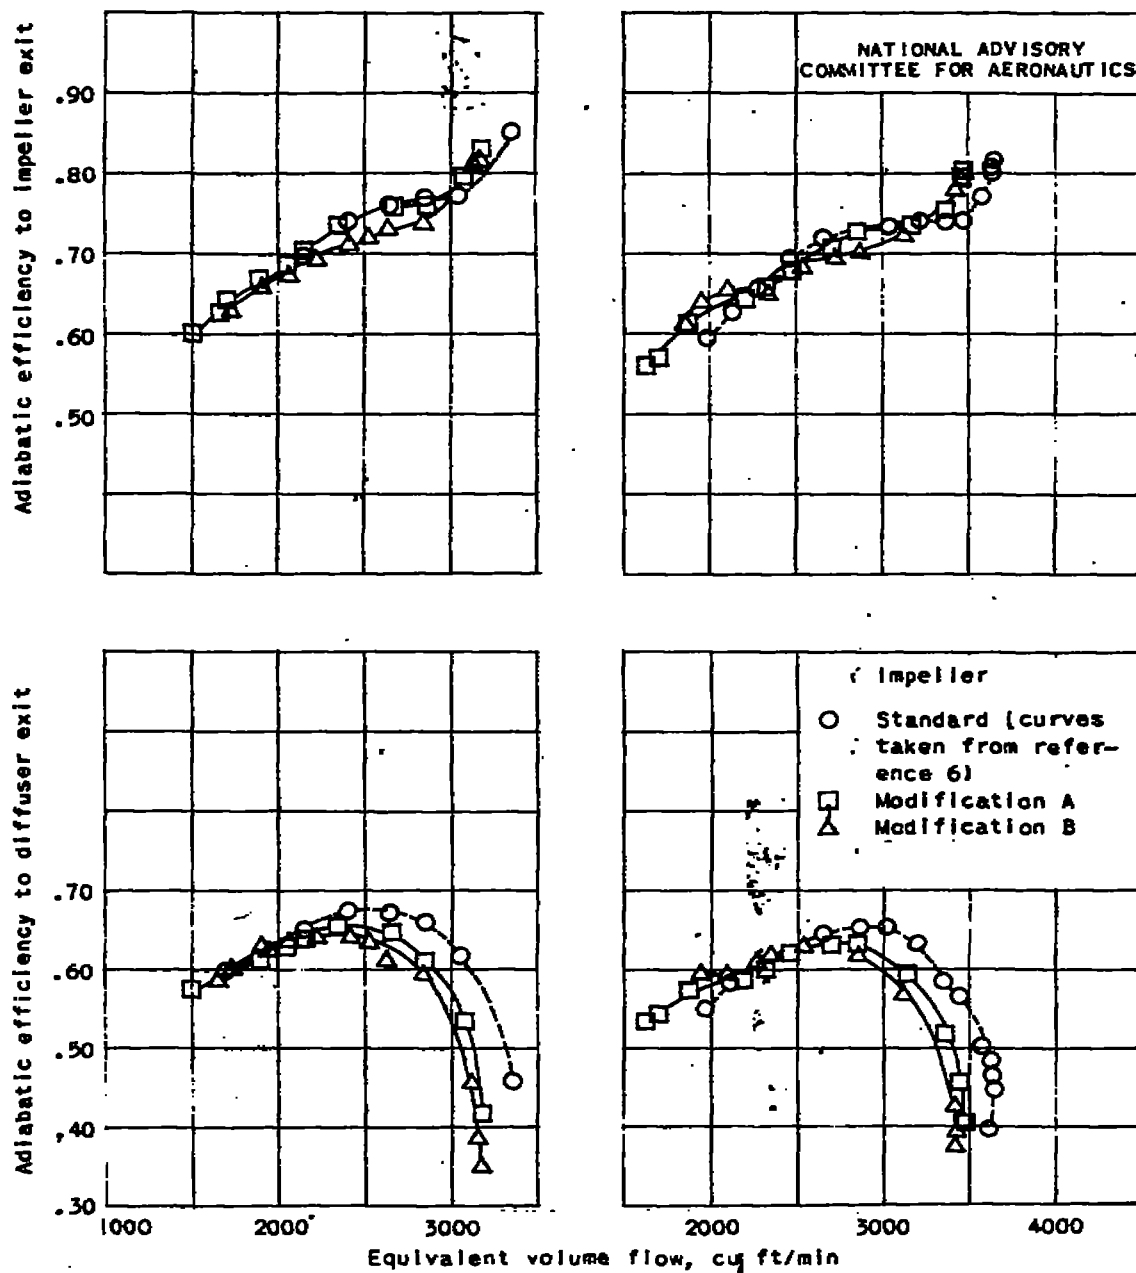 Adiabatic efficiency to impeller exit
.90
.80
.70
.60
.50
NATIONAL ADVISORY
COMMITTEE FOR AERONAUTICS
Adiabatic efficiency to diffuser exit
.70
.60
.50
.40
.30
Impeller
Standard (curves
taken from refer-
ence 6)
Modification A
Modification B
1000
2000
3000
2000
3000
4000
Equivalent volume flow, cu ft/min